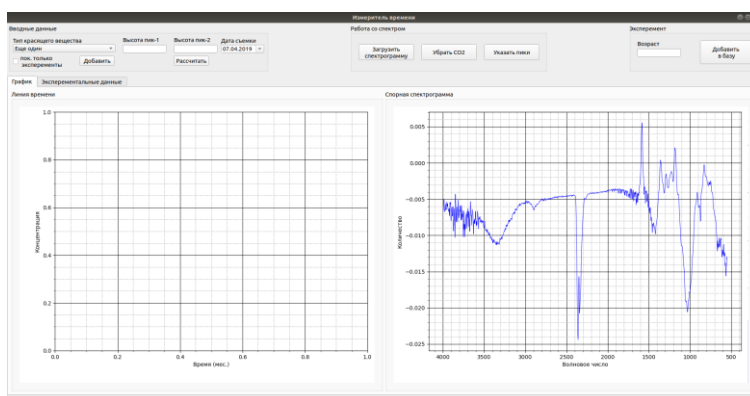 Измеритель времени
Вводные данные
Работа со спектром
Эксперимент
Тип красящего вещества
Высота пик-1
Высота пик-2
Дата съемки
Еще один
07.04.2019
пок. только
эксперементы
Добавить
Рассчитать
Загрузить
спектрограмму
Убрать CO2
Указать пики
Возраст
Добавить
в базу
График
Эксперементальные данные
Линия времени
Спорная спектрограмма
1.0
0.8
0.6
0.4
0.2
0.0
Концентрация
0.0 0.2 0.4 0.6 0.8 1.0
Время (мес.)
0.005
0.000
−0.005
−0.010
−0.015
−0.020
−0.025
Количество
4000 3500 3000 2500 2000 1500 1000 500
Волновое число